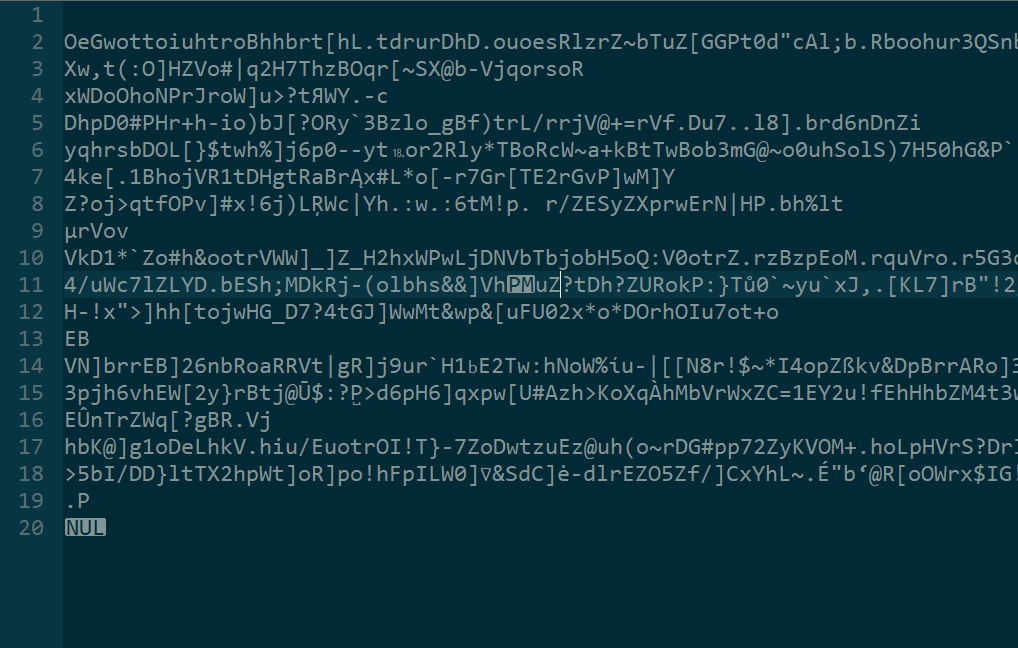 1
2 OeGwottoiuhtroBhhbrt[hL.tdrurDhD.ouoesRlzrZ~bTuZ[GGPt0d"cAl;b.Rboohur3QSnb
3 Xw,t(:O]HZVo#|q2H7ThzBOqr[~SX@b-VjqorsoR
4 xWDoOhoNPrJroW]u>?tЯWY.-c
5 DhpD0#PHr+h-io)bJ[?ORy`3Bzlo_gBf)trL/rrjV@+=rVf.Du7..l8].brd6nDnZi
6 yqhrsbDOL[}$twh%]j6p0--yt⒙or2Rly*TBoRcW~a+kBtTwBob3mG@~o0uhSolS)7H50hG&P`
7 4ke[.1BhojVR1tDHgtRaBrĄx#L*o[-r7Gr[TE2rGvP]wM]Y
8 Z?oj>qtfOPv]#x!6j)LŖWc|Yh.:w.:6tM!p. r/ZESyZXprwErN|HP.bh%lt
9 µrVov
10 VkD1*`Zo#h&ootrVWW]_]Z_H2hxWPwLjDNVbTbjobH5oQ:V0otrZ.rzBzpEoM.rquVro.r5G3o
11 4/uWc7lZLYD.bESh;MDkRj-(olbhs&&]VhPMuZ?tDh?ZURokP:}Tů0`~yu`xJ,.[KL7]rB"!2
12 H-!x">]hh[tojwHG_D7?4tGJ]WwMt&wp&[uFU02x*o*DOrhOIu7ot+o
13 EB
14 VN]brrEB]26nbRoaRRVt|gR]j9ur`H1ьE2Tw:hNoW%íu-|[[N8r!$~*I4opZßkv&DpBrrARo]3
15 3pjh6vhEW[2y}rBtj@Ū$:?P̤>d6pH6]qxpw[U#Azh>KoXqÀhMbVrWxZC=1EY2u!fEhHhbZM4t3w
16 EÛnTrZWq[?gBR.Vj
17 hbK@]g1oDeLhkV.hiu/EuotrOI!T}-7ZoDwtzuEz@uh(o~rDG#pp72ZyKVOM+.hoLpHVrS?Dr
18 >5bI/DD}ltTX2hpWt]oR]po!hFpILW0]∇&SdC]ė-dlrEZO5Zf/]CxYhL~.É"b‘@R[oOWrx$IG!
19 .P
20 NUL